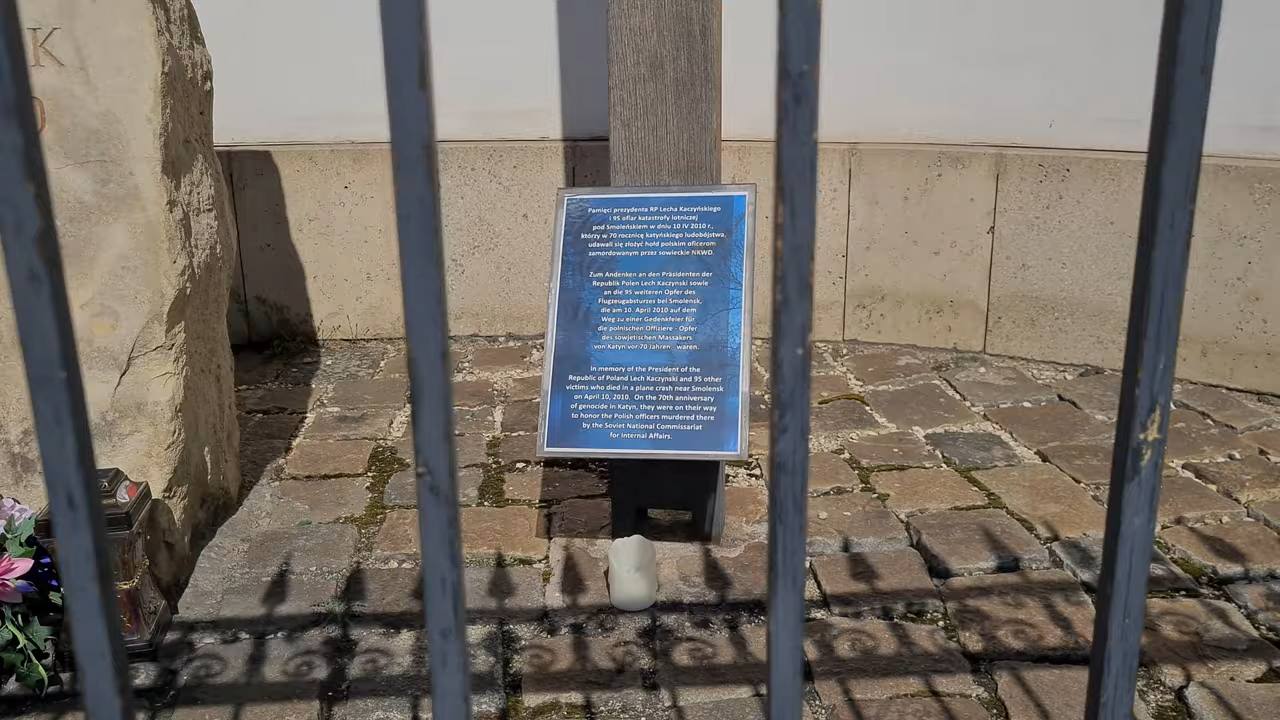 K
O
Pamięci prezydenta RP Lecha Kaczyńskiego
i 95 ofiar katastrofy lotniczej
pod Smoleńskiem w dniu 10 IV 2010 r.,
którzy w 70 rocznicę katyńskiego ludobójstwa,
udawali się złożyć hołd polskim oficerom
zamordowanym przez sowieckie NKWD.
Zum Andenken an den Präsidenten der
Republik Polen Lech Kaczynski sowie
an die 95 weiteren Opfer des
Flugzeugabsturzes bei Smolensk,
die am 10. April 2010 auf dem
Weg zu einer Gedenkfeier für
die polnischen Offiziere - Opfer
des sowjetischen Massakers
von Katyn vor 70 Jahren, waren.
In memory of the President of the
Republic of Poland Lech Kaczynski and 95 other
victims who died in a plane crash near Smolensk
on April 10, 2010. On the 70th anniversary
of genocide in Katyn, they were on their way
to honor the Polish officers murdered there
by the Soviet National Commissariat
for Internal Affairs.